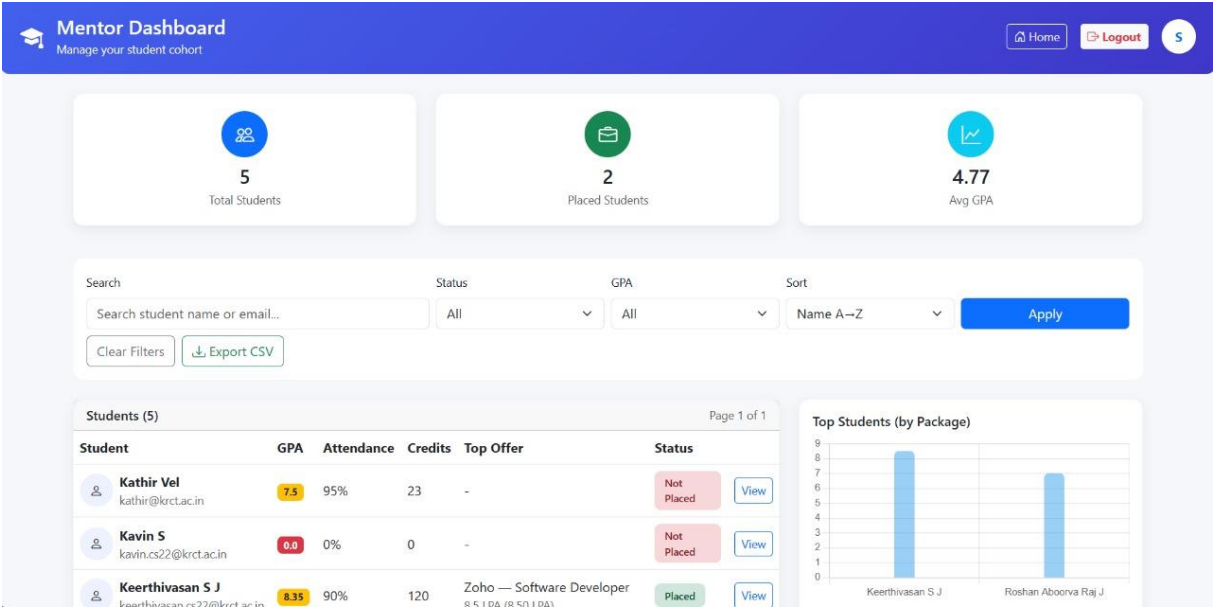 Mentor Dashboard
Manage your student cohort
Home
Logout
S
5
Total Students
2
Placed Students
4.77
Avg GPA
Search
Status
GPA
Sort
Search student name or email...
All
All
Name A→Z
Apply
Clear Filters
Export CSV
Students (5)
Page 1 of 1
Student GPA Attendance Credits Top Offer Status
Kathir Vel
kathir@krct.ac.in
7.5 95% 23 -
Not
Placed
View
Kavin S
kavin.cs22@krct.ac.in
0.0 0% 0 -
Not
Placed
View
Keerthivasan S J
keerthivasan.cs22@krct.ac.in
8.35 90% 120
Zoho — Software Developer
8.5 LPA (8.50 LPA)
Placed
View
Top Students (by Package)
9
8
7
6
5
4
3
2
1
0
Keerthivasan S J
Roshan Aboorva Raj J